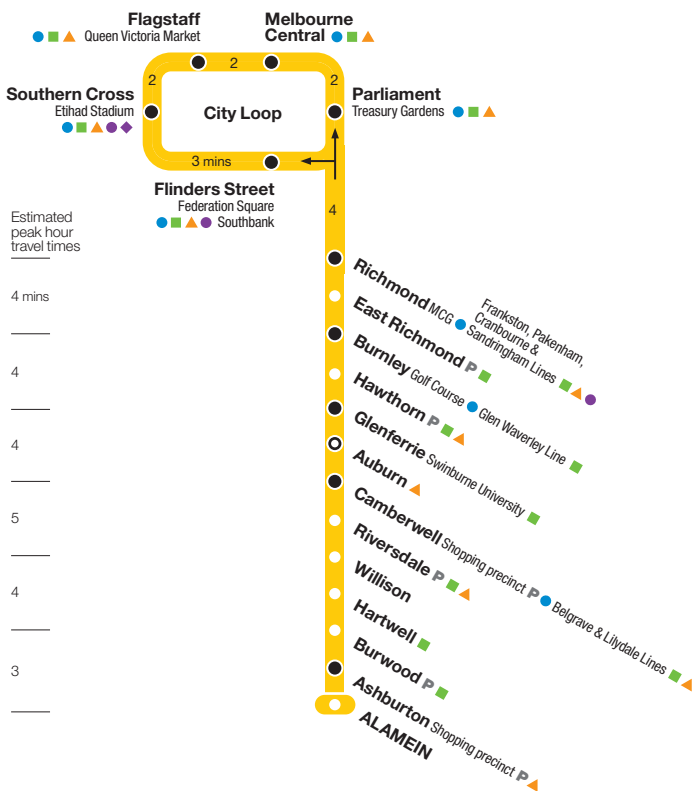 Flagstaff
Queen Victoria Market
Melbourne
Central
2
2
2
Southern Cross
Etihad Stadium
City Loop
Parliament
Treasury Gardens
3 mins
Flinders Street
Federation Square
Southbank
4
Estimated
peak hour
travel times
4 mins
4
4
5
4
3
Richmond MCG Frankston, Pakenham,
Cranbourne &
Sandringham Lines
East Richmond P
Burnley Golf Course Glen Waverley Line
Hawthorn P
Glenferrie Swinburne University
Auburn
Camberwell Shopping precinct P Belgrave & Lilydale Lines
Riversdale P
Willison
Hartwell
Burwood P
Ashburton Shopping precinct P
ALAMEIN